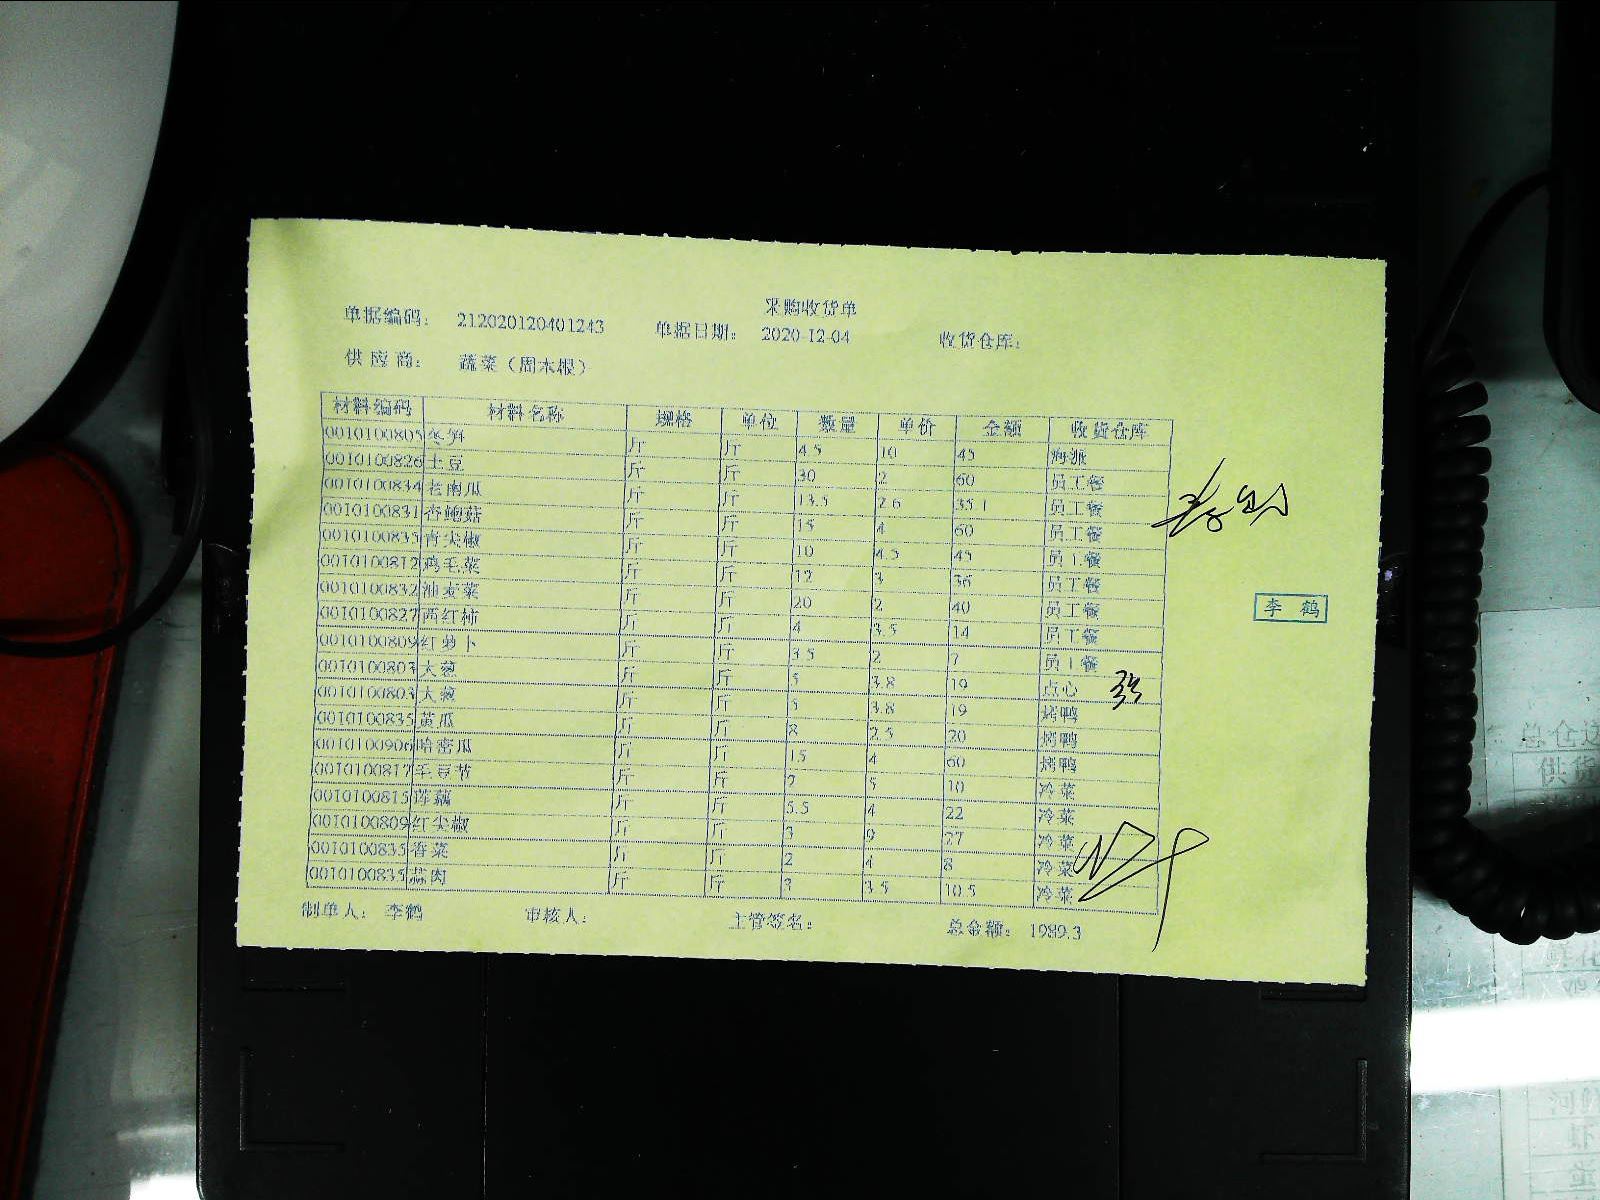 采购收货单
单据编码： 212020120401243 单据日期： 2020-12-04 收货仓库：
供 应 商： 蔬菜（周木根）
材料编码 材料名称 规格 单位 数量 单价 金额 收货仓库
0010100805 冬笋 斤 斤 4.5 10 45 海派
0010100826 土豆 斤 斤 30 2 60 员工餐
0010100834 老南瓜 斤 斤 13.5 2.6 35.1 员工餐
0010100831 杏鲍菇 斤 斤 15 4 60 员工餐
0010100835 青尖椒 斤 斤 10 4.5 45 员工餐
0010100812 鸡毛菜 斤 斤 12 3 36 员工餐
0010100832 油麦菜 斤 斤 20 2 40 员工餐
0010100827 西红柿 斤 斤 4 3.5 14 员工餐
0010100809 红萝卜 斤 斤 3.5 2 7 员工餐
0010100803 大葱 斤 斤 5 3.8 19 点心
0010100803 大葱 斤 斤 5 3.8 19 烤鸭
0010100835 黄瓜 斤 斤 8 2.5 20 烤鸭
0010100906 哈密瓜 斤 斤 15 4 60 烤鸭
0010100817 毛豆节 斤 斤 2 5 10 冷菜
0010100815 莲藕 斤 斤 5.5 4 22 冷菜
0010100809 红尖椒 斤 斤 3 9 27 冷菜
0010100835 香菜 斤 斤 2 4 8 冷菜
0010100835 蒜肉 斤 斤 3 3.5 10.5 冷菜
李 鹤
制单人： 李鹤 审核人： 主管签名： 总金额： 1989.3
总仓
供货